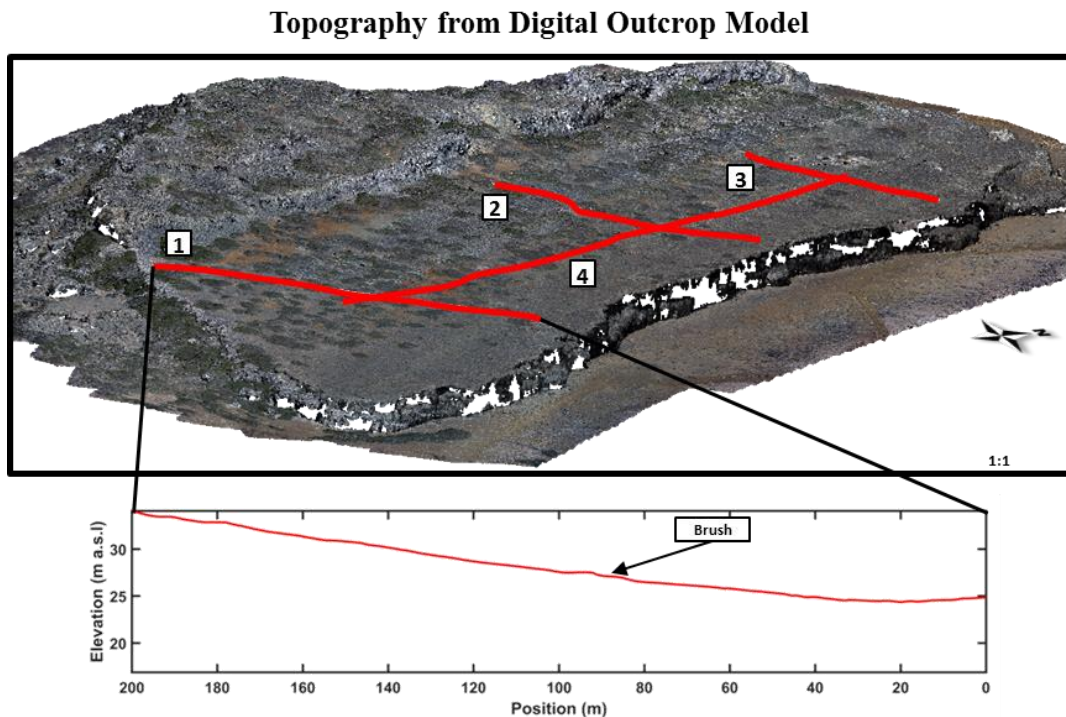 Topography from Digital Outcrop Model
3
2
1
4
N
1:1
Brush
Elevation (m a.s.l)
30
25
20
200 180 160 140 120 100 80 60 40 20 0
Position (m)